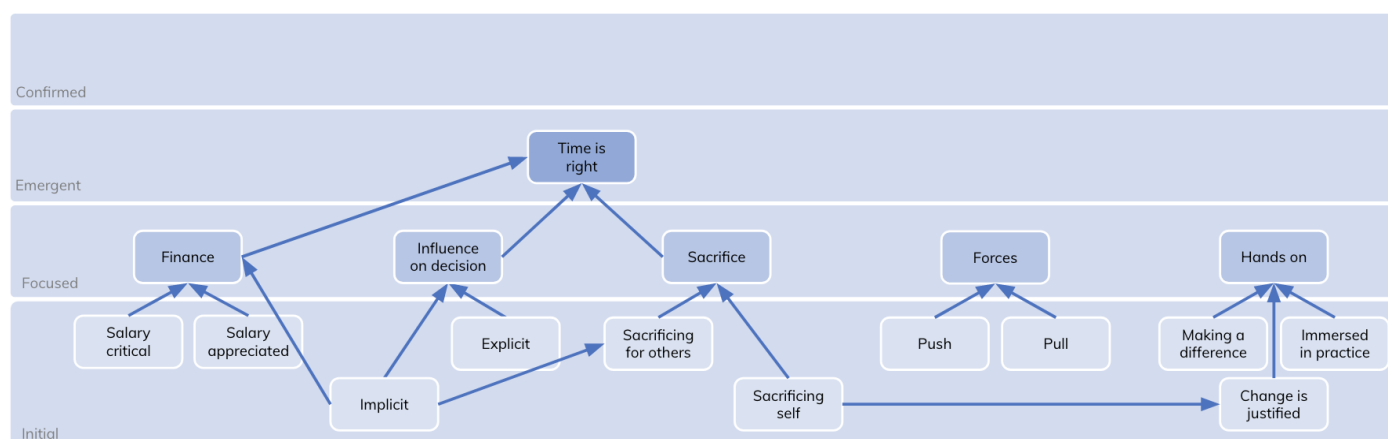 Confirmed
Time is
right
Emergent
Finance
Influence
on decision
Sacrifice
Forces
Hands on
Focused
Salary
critical
Salary
appreciated
Explicit
Sacrificing
for others
Push
Pull
Making a
difference
Immersed
in practice
Implicit
Sacrificing
self
Change is
justified
Initial